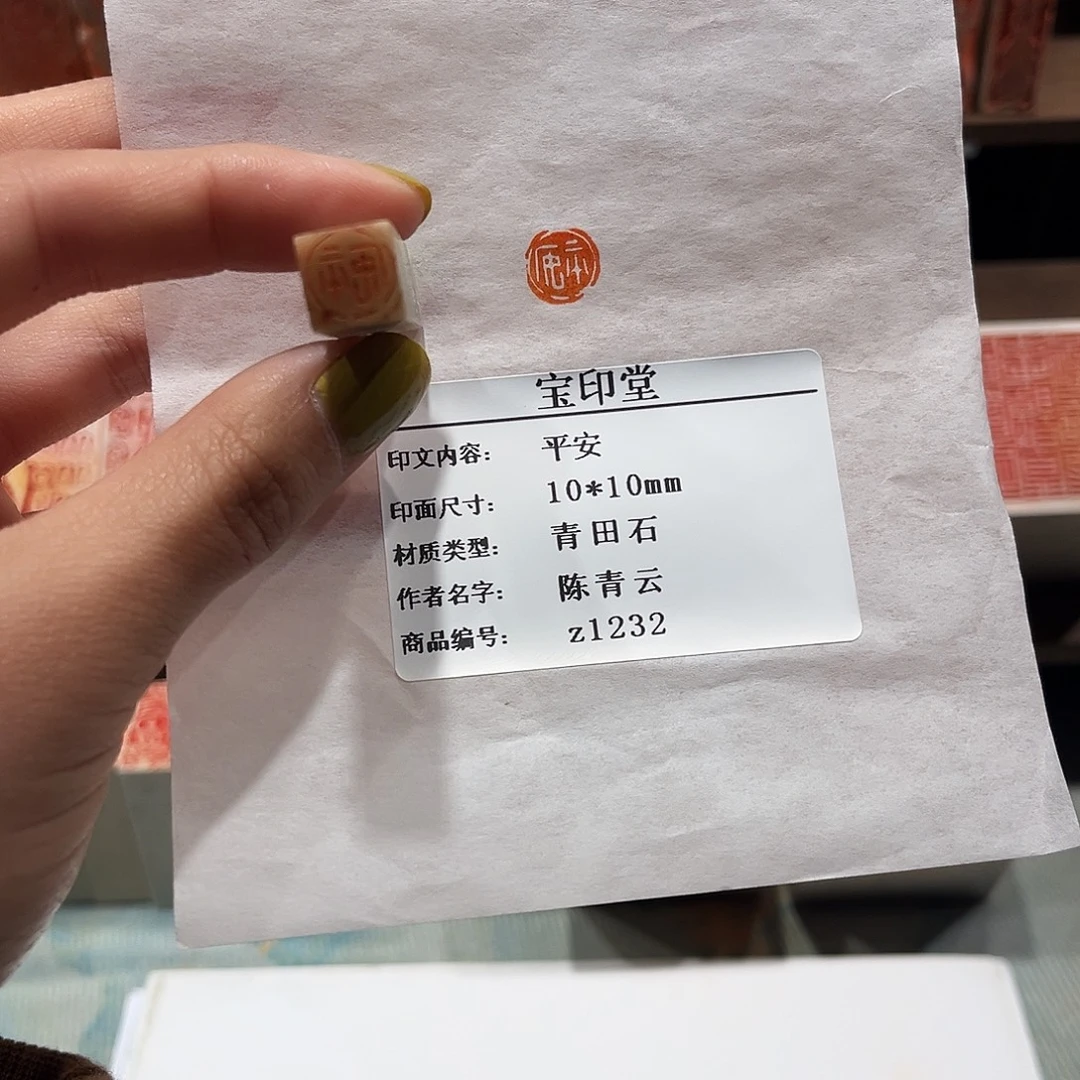 宝印堂
印文内容: 平安
印面尺寸: 10*10mm
材质类型: 青田石
作者名字: 陈青云
商品编号: z1232